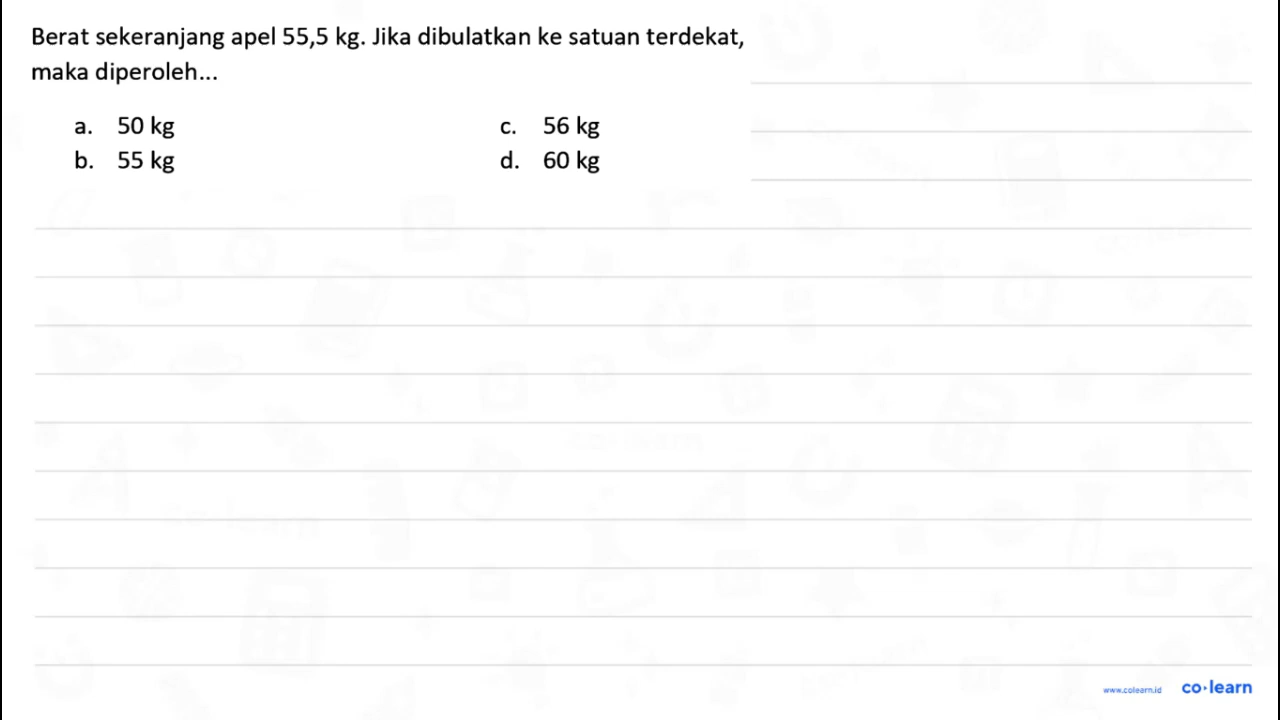 Berat sekeranjang apel 55,5 kg. Jika dibulatkan ke satuan terdekat,
maka diperoleh...
a. 50 kg
b. 55 kg
c. 56 kg
d. 60 kg
www.colearn.id co·learn